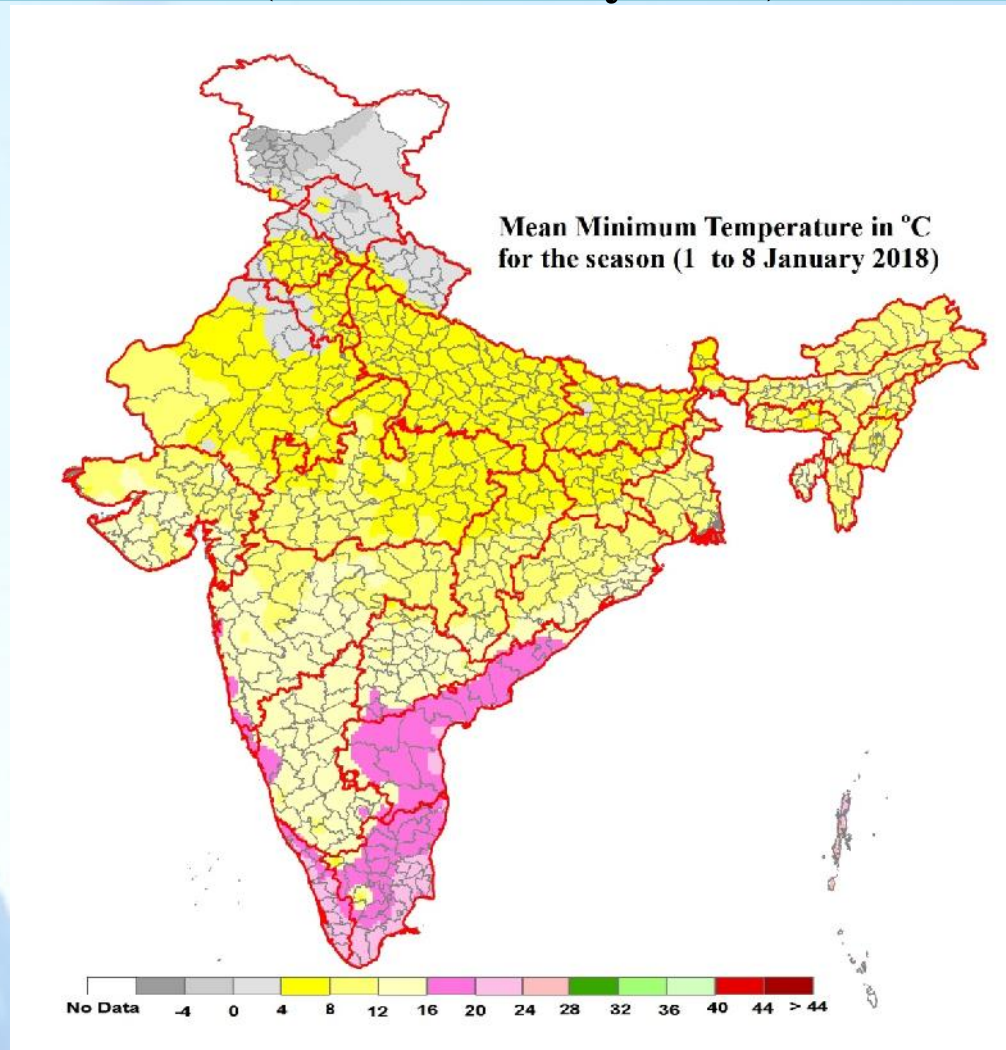 Mean Minimum Temperature in °C
for the season (1 to 8 January 2018)
No Data -4 0 4 8 12 16 20 24 28 32 36 40 44 > 44